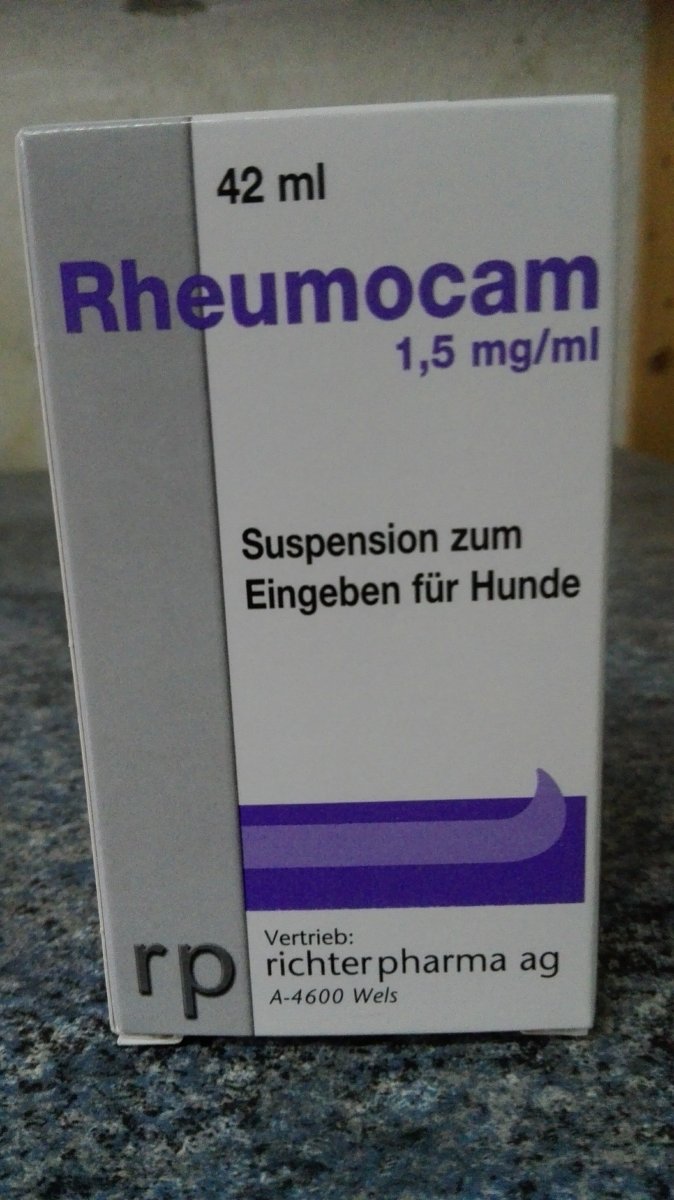 42 ml
Rheumocam
1,5 mg/ml
Suspension zum
Eingeben für Hunde
rp
Vertrieb:
richterpharma ag
A-4600 Wels